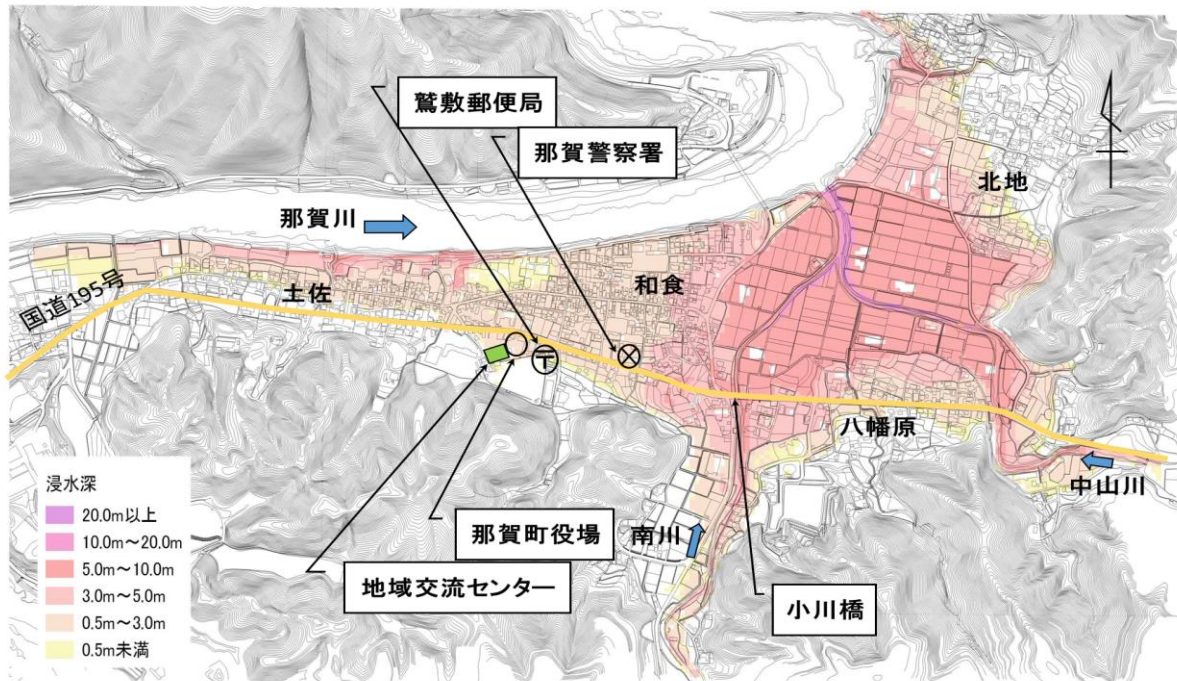 鷲敷郵便局
那賀警察署
北地
那賀川
国道195号
土佐
和食
〒
八幡原
中山川
南川
那賀町役場
地域交流センター
小川橋
浸水深
20.0m以上
10.0m～20.0m
5.0m～10.0m
3.0m～5.0m
0.5m～3.0m
0.5m未満